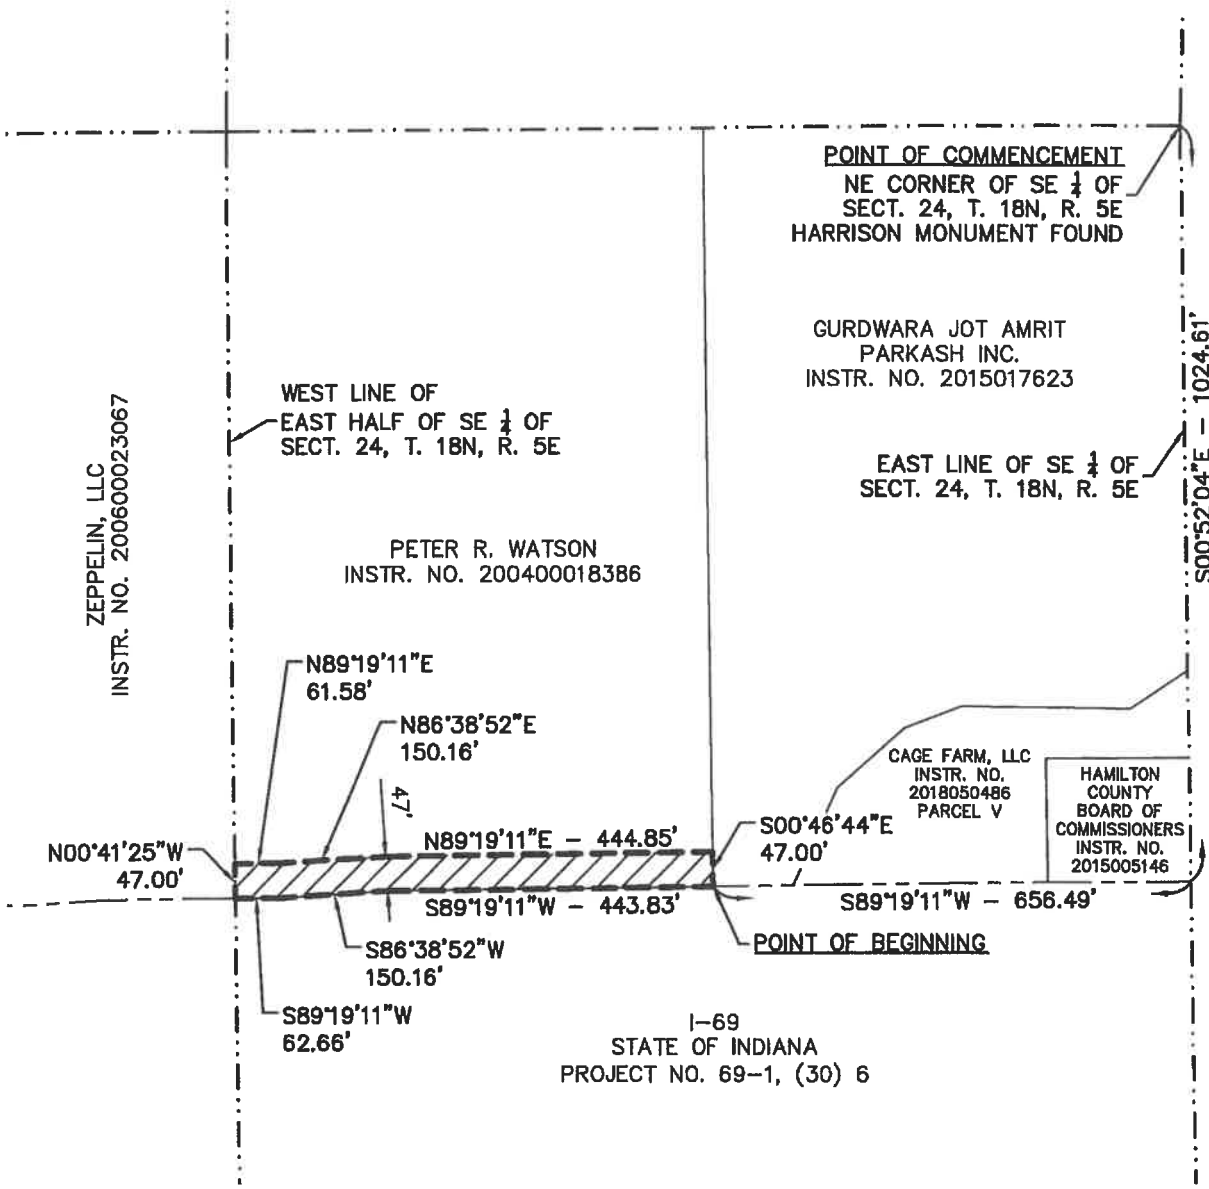 POINT OF COMMENCEMENT
NE CORNER OF SE 1/4 OF
SECT. 24, T. 18N, R. 5E
HARRISON MONUMENT FOUND
GURDWARA JOT AMRIT
PARKASH INC.
INSTR. NO. 2015017623
S00°52'04"E - 1024.61'
WEST LINE OF
EAST HALF OF SE 1/4 OF
SECT. 24, T. 18N, R. 5E
EAST LINE OF SE 1/4 OF
SECT. 24, T. 18N, R. 5E
ZEPPELIN, LLC
INSTR. NO. 200600023067
PETER R. WATSON
INSTR. NO. 200400018386
N89°19'11"E
61.58'
N86°38'52"E
150.16'
47'
CAGE FARM, LLC
INSTR. NO.
2018050486
PARCEL V
HAMILTON
COUNTY
BOARD OF
COMMISSIONERS
INSTR. NO.
2015005146
N89°19'11"E - 444.85'
S00°46'44"E
47.00'
N00°41'25"W
47.00'
S89°19'11"W - 443.83'
S89°19'11"W - 656.49'
POINT OF BEGINNING
S86°38'52"W
150.16'
S89°19'11"W
62.66'
I-69
STATE OF INDIANA
PROJECT NO. 69-1, (30) 6